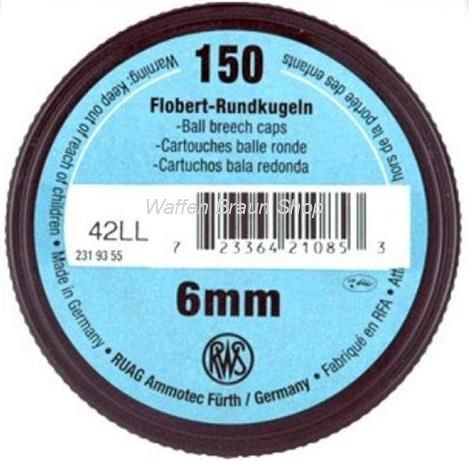 150
Flobert-Rundkugeln
-Ball breech caps
-Cartouches balle ronde
-Cartuchos bala redonda
Waffen Braun Shop
42LL
231 93 55
7 23364 21085 3
6mm
RWS
Warning: Keep out of reach of children • Made in Germany • RUAG Ammotec Fürth / Germany • Fabriqué en RFA •
hors de la portée des enfants